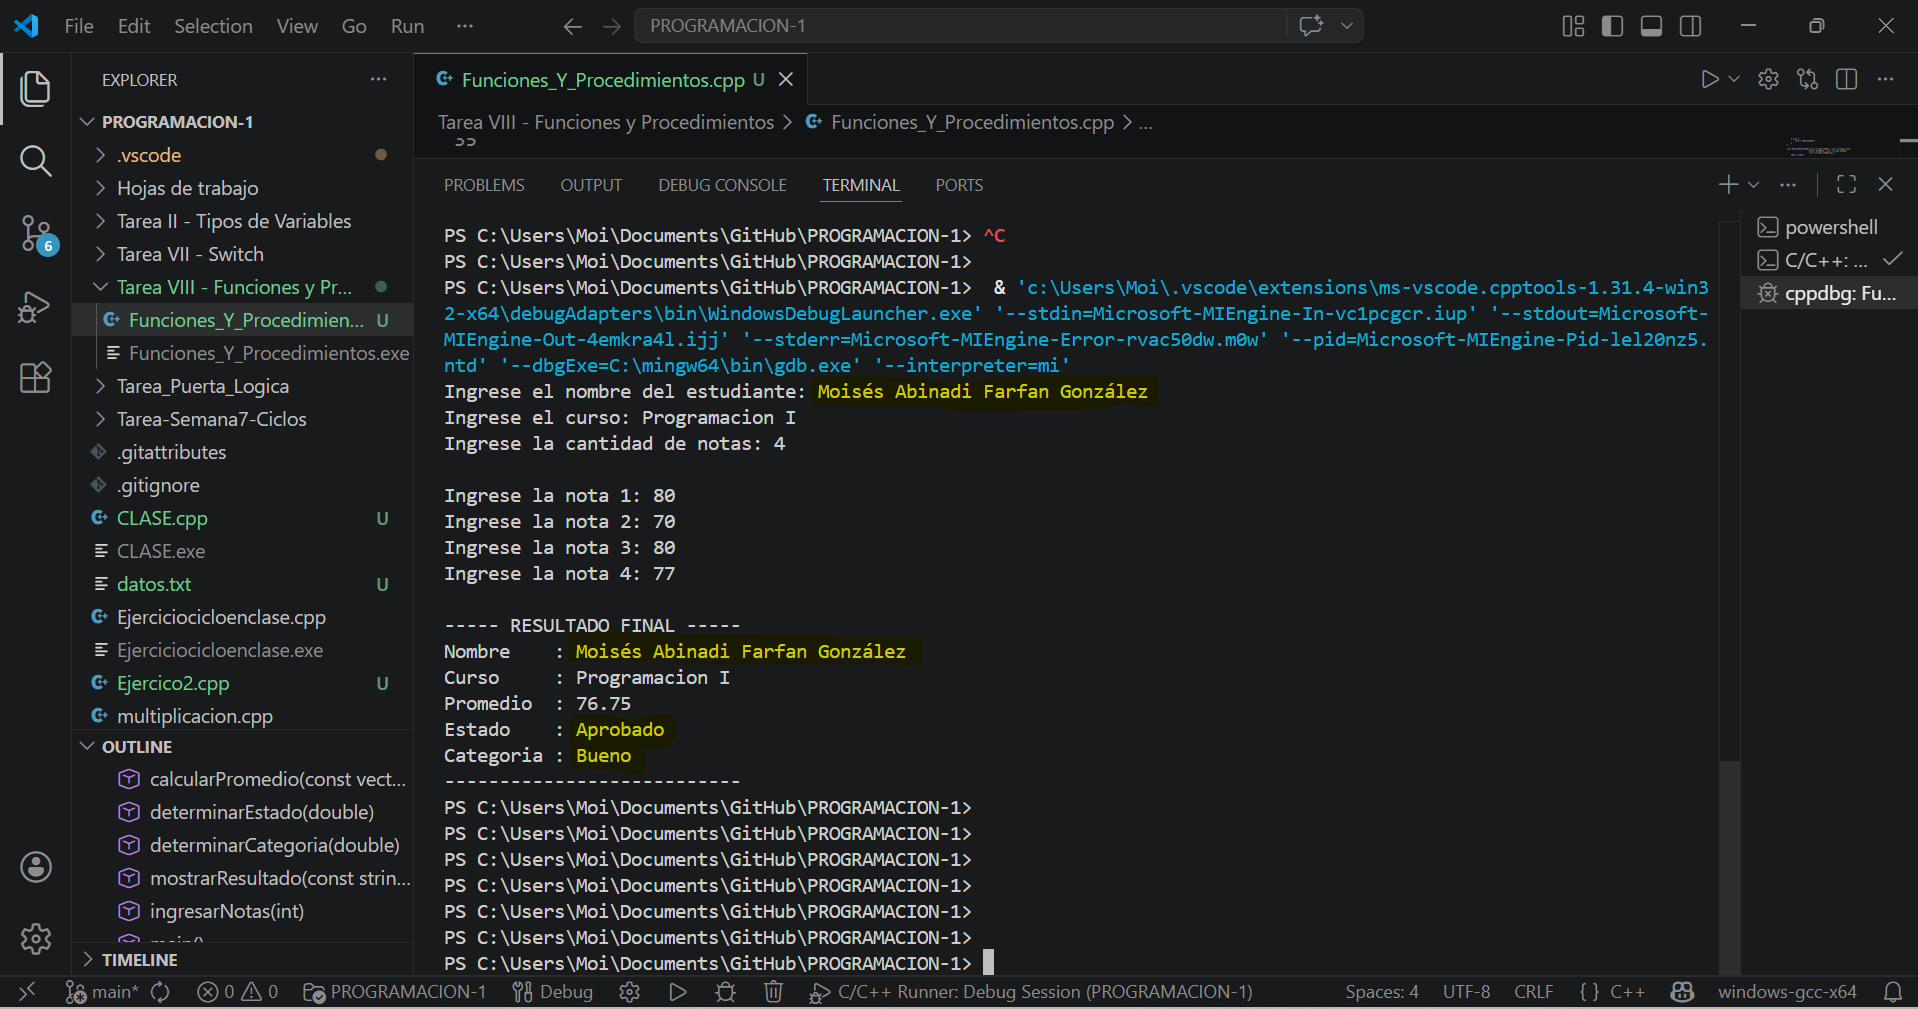 File Edit Selection View Go Run ...
PROGRAMACION-1
EXPLORER
PROGRAMACION-1
.vscode
Hojas de trabajo
Tarea II - Tipos de Variables
Tarea VII - Switch
Tarea VIII - Funciones y Pr...
Funciones_Y_Procedimien... U
Funciones_Y_Procedimientos.exe
Tarea_Puerta_Logica
Tarea-Semana7-Ciclos
.gitattributes
.gitignore
CLASE.cpp U
CLASE.exe
datos.txt U
Ejerciciocicloenclase.cpp
Ejerciciocicloenclase.exe
Ejercico2.cpp U
multiplicacion.cpp
OUTLINE
calcularPromedio(const vect...
determinarEstado(double)
determinarCategoria(double)
mostrarResultado(const strin...
ingresarNotas(int)
main()
TIMELINE
6
Funciones_Y_Procedimientos.cpp U
Tarea VIII - Funciones y Procedimientos > Funciones_Y_Procedimientos.cpp > ...
PROBLEMS OUTPUT DEBUG CONSOLE TERMINAL PORTS
PS C:\Users\Moi\Documents\GitHub\PROGRAMACION-1> ^C
PS C:\Users\Moi\Documents\GitHub\PROGRAMACION-1>
PS C:\Users\Moi\Documents\GitHub\PROGRAMACION-1>  & 'c:\Users\Moi\.vscode\extensions\ms-vscode.cpptools-1.31.4-win3
2-x64\debugAdapters\bin\WindowsDebugLauncher.exe' '--stdin=Microsoft-MIEngine-In-vc1pcgcr.iup' '--stdout=Microsoft-
MIEngine-Out-4emkra4l.ijj' '--stderr=Microsoft-MIEngine-Error-rvac50dw.m0w' '--pid=Microsoft-MIEngine-Pid-lel20nz5.
ntd' '--dbgExe=C:\mingw64\bin\gdb.exe' '--interpreter=mi'
Ingrese el nombre del estudiante: Moisés Abinadi Farfan González
Ingrese el curso: Programacion I
Ingrese la cantidad de notas: 4
Ingrese la nota 1: 80
Ingrese la nota 2: 70
Ingrese la nota 3: 80
Ingrese la nota 4: 77
----- RESULTADO FINAL -----
Nombre    : Moisés Abinadi Farfan González
Curso     : Programacion I
Promedio  : 76.75
Estado    : Aprobado
Categoria : Bueno
---------------------------
PS C:\Users\Moi\Documents\GitHub\PROGRAMACION-1>
PS C:\Users\Moi\Documents\GitHub\PROGRAMACION-1>
PS C:\Users\Moi\Documents\GitHub\PROGRAMACION-1>
PS C:\Users\Moi\Documents\GitHub\PROGRAMACION-1>
PS C:\Users\Moi\Documents\GitHub\PROGRAMACION-1>
PS C:\Users\Moi\Documents\GitHub\PROGRAMACION-1>
PS C:\Users\Moi\Documents\GitHub\PROGRAMACION-1>
powershell
C/C++: ...
cppdbg: Fu...
main* 0 0 PROGRAMACION-1 Debug C/C++ Runner: Debug Session (PROGRAMACION-1) Spaces: 4 UTF-8 CRLF {} C++ windows-gcc-x64